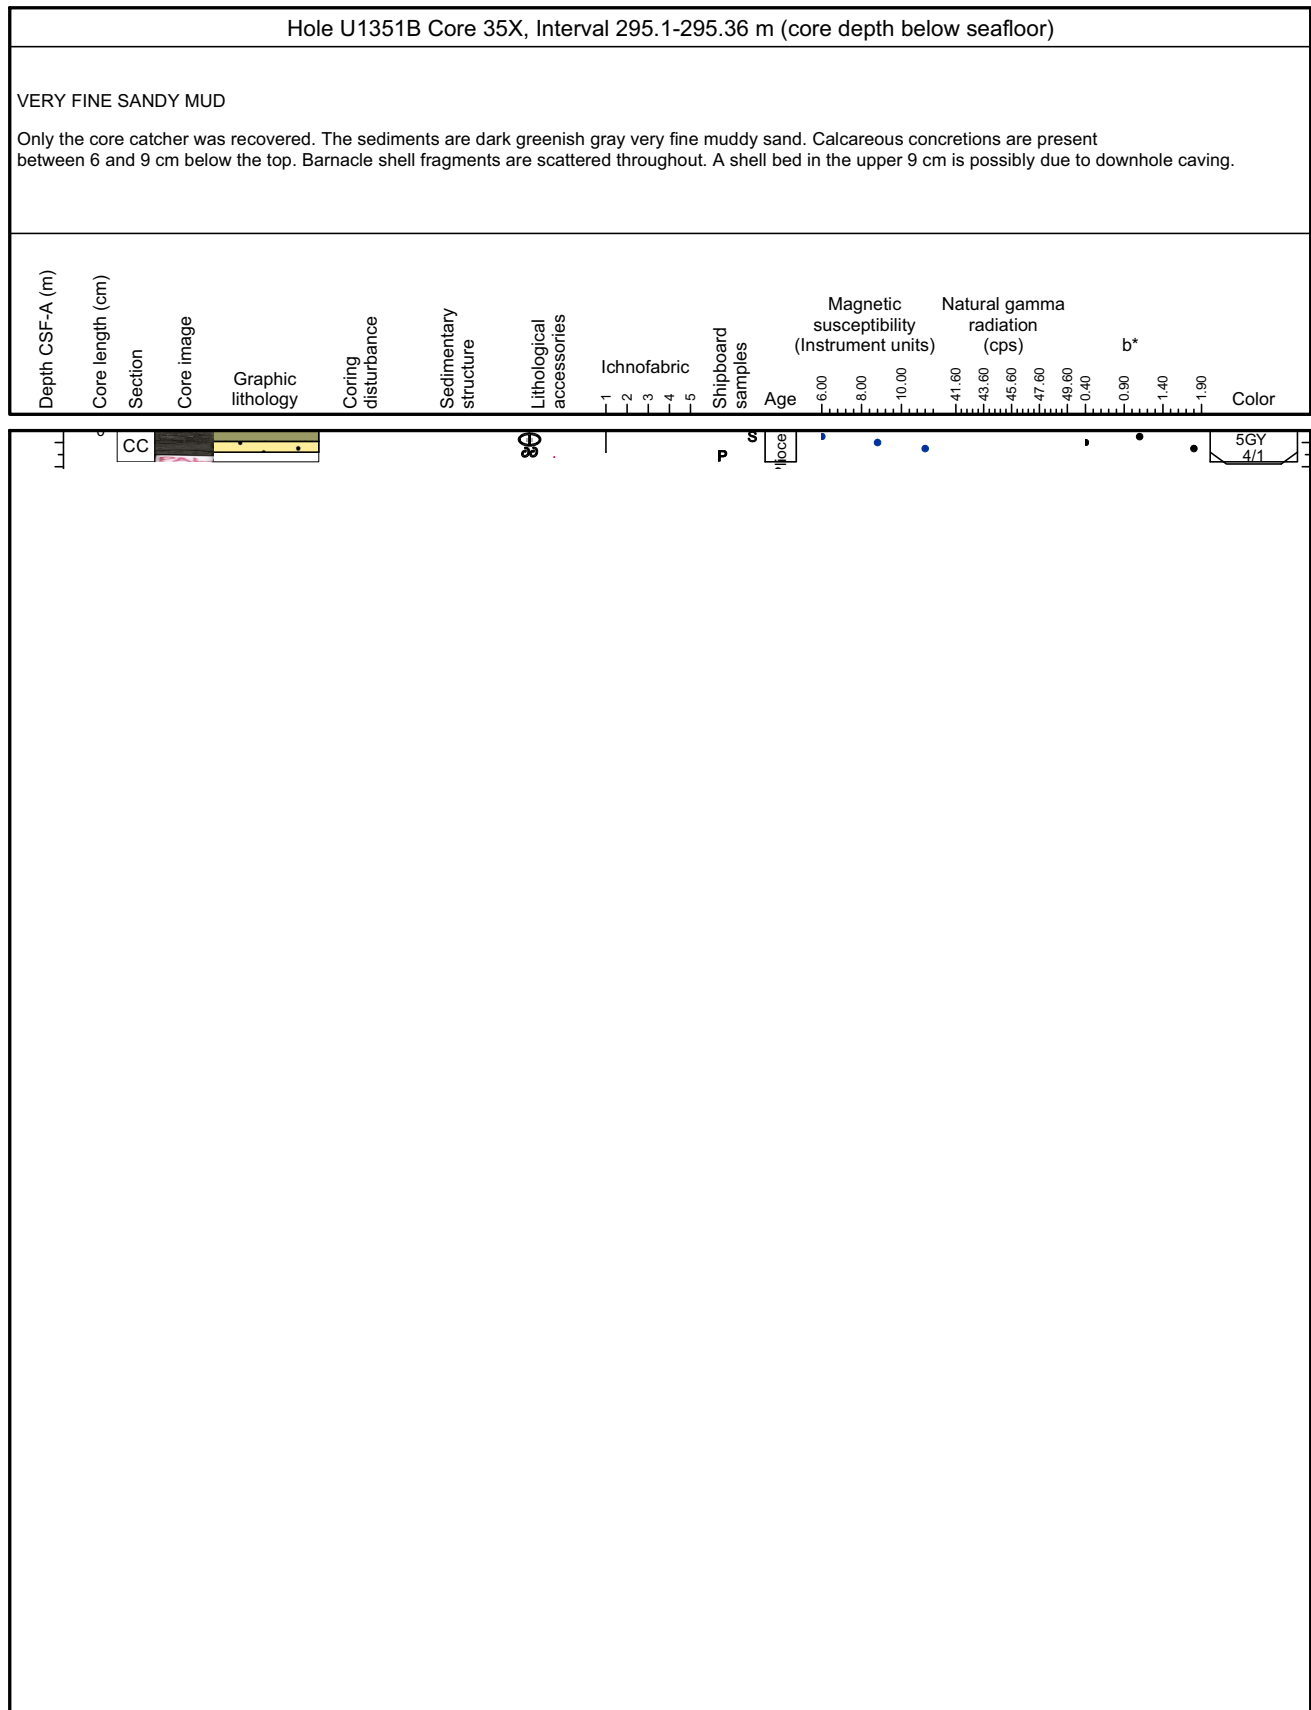 Hole U1351B Core 35X, Interval 295.1-295.36 m (core depth below seafloor)
VERY FINE SANDY MUD
Only the core catcher was recovered. The sediments are dark greenish gray very fine muddy sand. Calcareous concretions are present
between 6 and 9 cm below the top. Barnacle shell fragments are scattered throughout. A shell bed in the upper 9 cm is possibly due to downhole caving.
Depth CSF-A (m)
Core length (cm)
Section
Core image
Graphic
lithology
Coring
disturbance
Sedimentary
structure
Lithological
accessories
Ichnofabric
1 2 3 4 5
Shipboard
samples
Age
Magnetic
susceptibility
(Instrument units)
6.00 8.00 10.00
Natural gamma
radiation
(cps)
41.60 43.60 45.60 47.60 49.60
b*
0.40 0.90 1.40 1.90
Color
CC
S
P
5GY
4/1